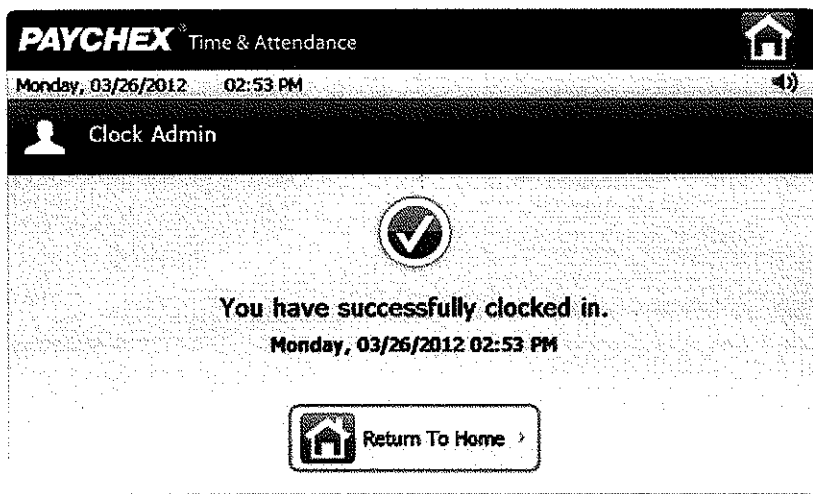 PAYCHEX® Time & Attendance
Monday, 03/26/2012 02:53 PM
Clock Admin
You have successfully clocked in.
Monday, 03/26/2012 02:53 PM
Return To Home ›